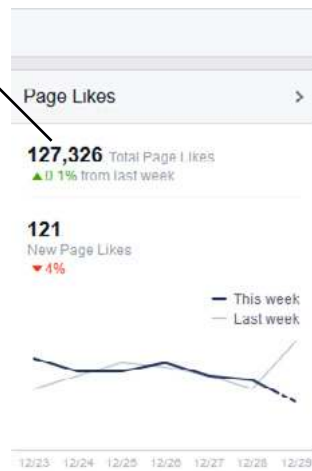 Page Likes >
127,326 Total Page Likes
▲0.1% from last week
121
New Page Likes
▼4%
This week
Last week
12/23 12/24 12/25 12/26 12/27 12/28 12/29